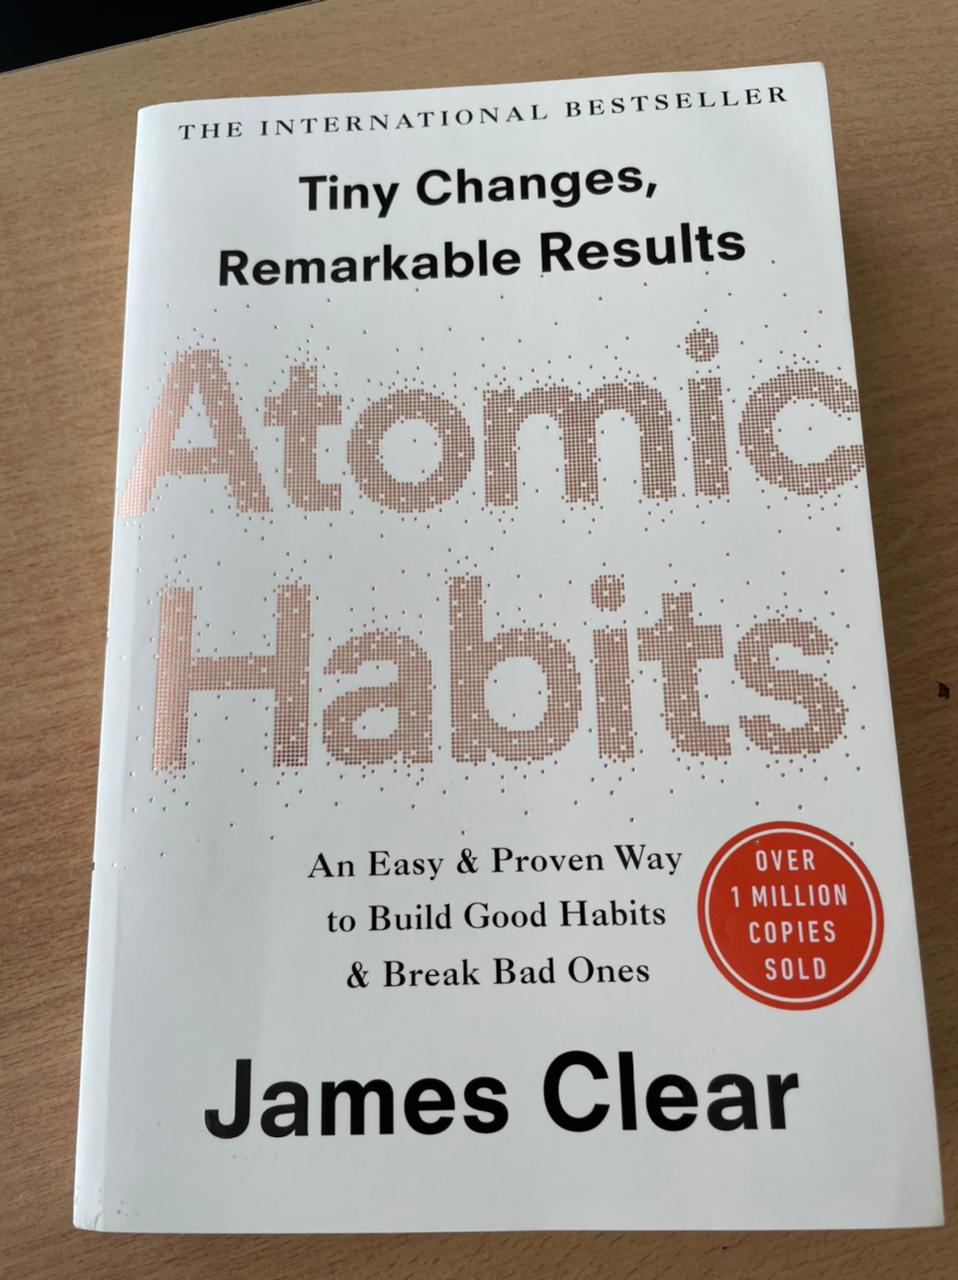 THE INTERNATIONAL BESTSELLER
Tiny Changes,
Remarkable Results
Atomic
Habits
An Easy & Proven Way
to Build Good Habits
& Break Bad Ones
OVER
1 MILLION
COPIES
SOLD
James Clear